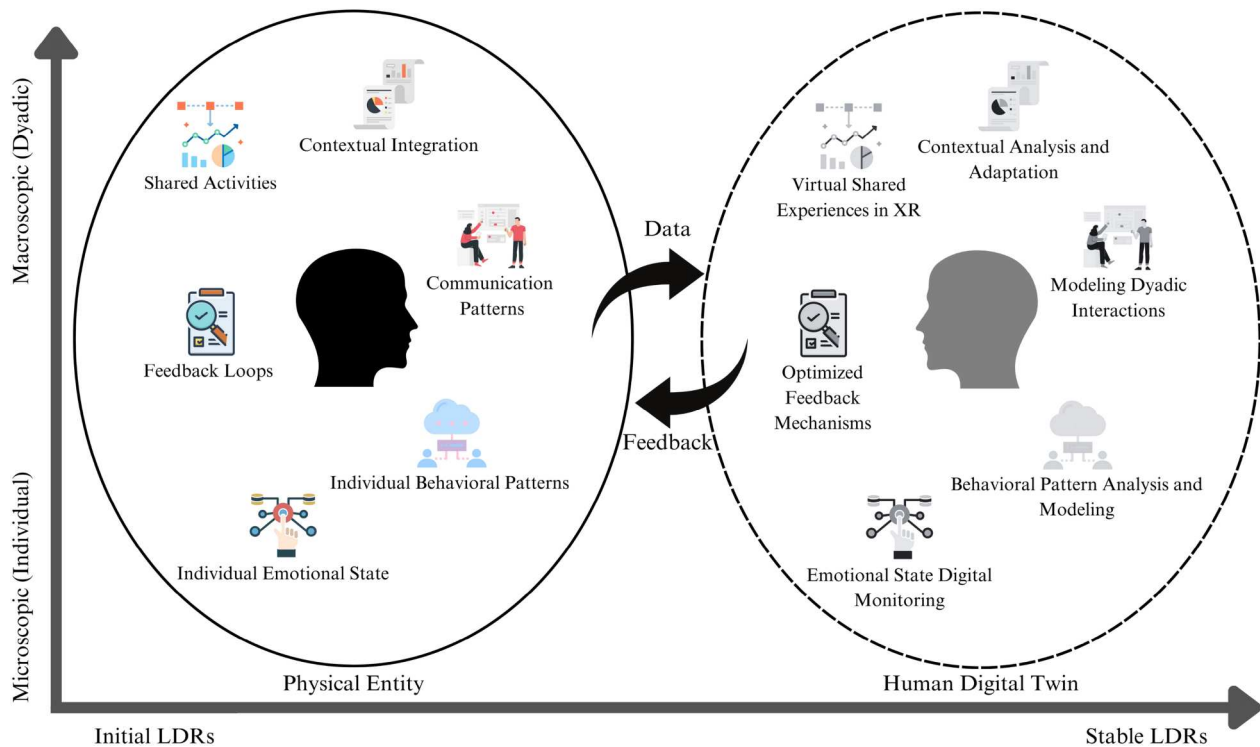 Macroscopic (Dyadic)
Microscopic (Individual)
Contextual Integration
Shared Activities
Communication
Patterns
Feedback Loops
Individual Behavioral Patterns
Individual Emotional State
Physical Entity
Data
Feedback
Contextual Analysis and
Adaptation
Virtual Shared
Experiences in XR
Modeling Dyadic
Interactions
Optimized
Feedback
Mechanisms
Behavioral Pattern Analysis and
Modeling
Emotional State Digital
Monitoring
Human Digital Twin
Initial LDRs
Stable LDRs